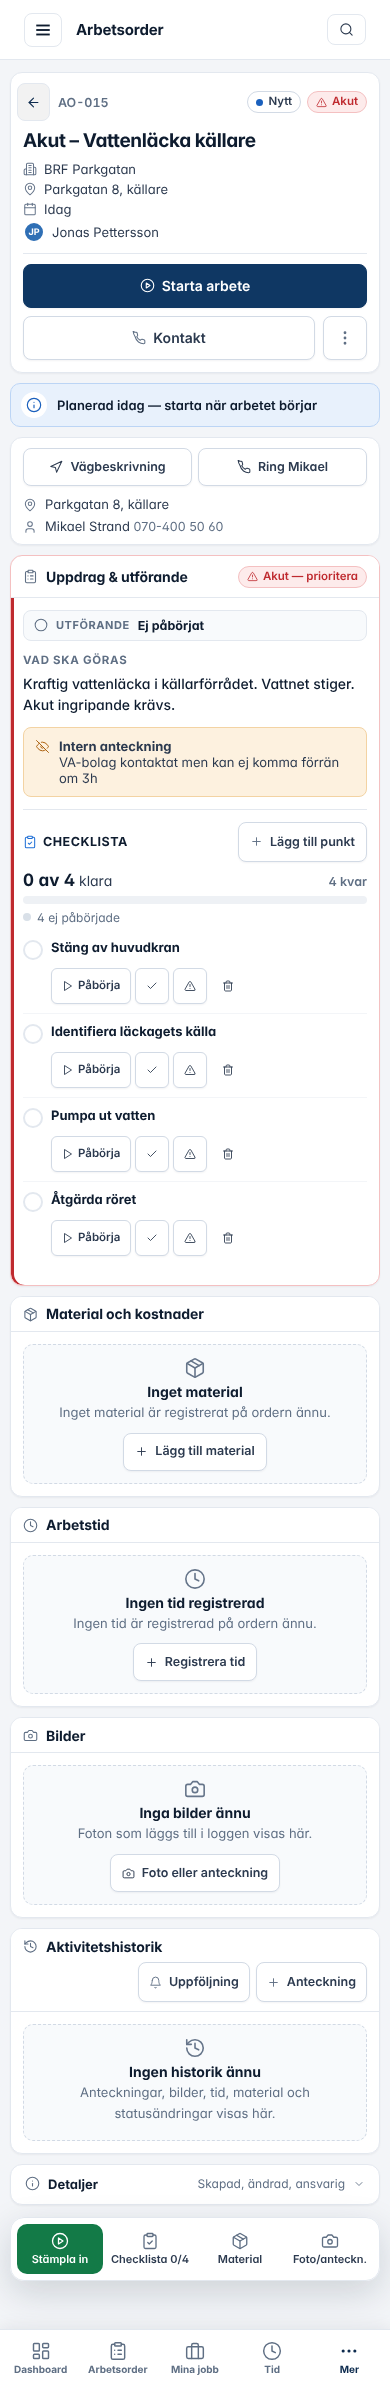 Arbetsorder
AO-015
Nytt
Akut
Akut – Vattenläcka källare
BRF Parkgatan
Parkgatan 8, källare
Idag
JP Jonas Pettersson
Starta arbete
Kontakt
Planerad idag — starta när arbetet börjar
Vägbeskrivning
Ring Mikael
Parkgatan 8, källare
Mikael Strand 070-400 50 60
Uppdrag & utförande
Akut — prioritera
UTFÖRANDE Ej påbörjat
VAD SKA GÖRAS
Kraftig vattenläcka i källarförrådet. Vattnet stiger.
Akut ingripande krävs.
Intern anteckning
VA-bolag kontaktat men kan ej komma förrän
om 3h
CHECKLISTA
Lägg till punkt
0 av 4 klara
4 kvar
4 ej påbörjade
Stäng av huvudkran
Påbörja
Identifiera läckagets källa
Påbörja
Pumpa ut vatten
Påbörja
Åtgärda röret
Påbörja
Material och kostnader
Inget material
Inget material är registrerat på ordern ännu.
Lägg till material
Arbetstid
Ingen tid registrerad
Ingen tid är registrerad på ordern ännu.
Registrera tid
Bilder
Inga bilder ännu
Foton som läggs till i loggen visas här.
Foto eller anteckning
Aktivitetshistorik
Uppföljning
Anteckning
Ingen historik ännu
Anteckningar, bilder, tid, material och
statusändringar visas här.
Detaljer
Skapad, ändrad, ansvarig
Stämpla in
Checklista 0/4
Material
Foto/anteckn.
Dashboard
Arbetsorder
Mina jobb
Tid
Mer